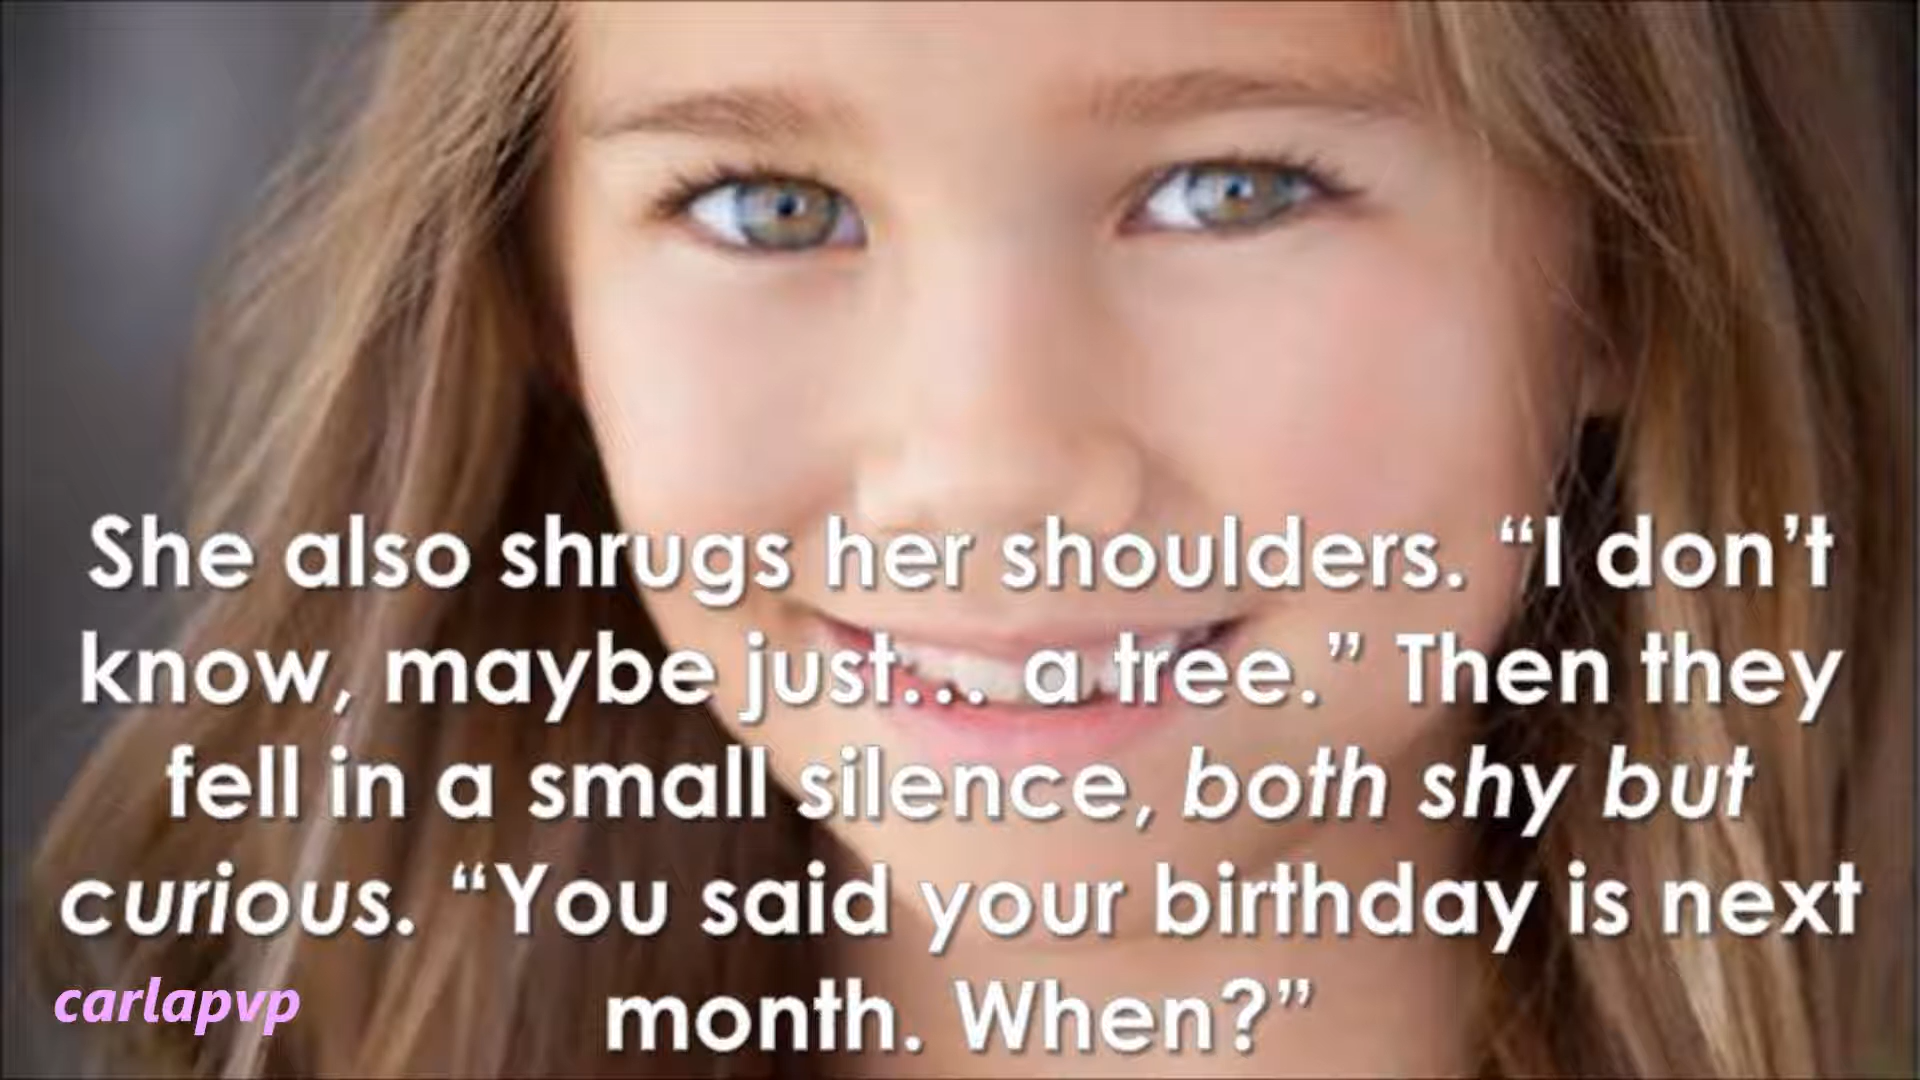 She also shrugs her shoulders. “I don’t
know, maybe just... a tree.” Then they
fell in a small silence, both shy but
curious. “You said your birthday is next
month. When?”
carlapvp